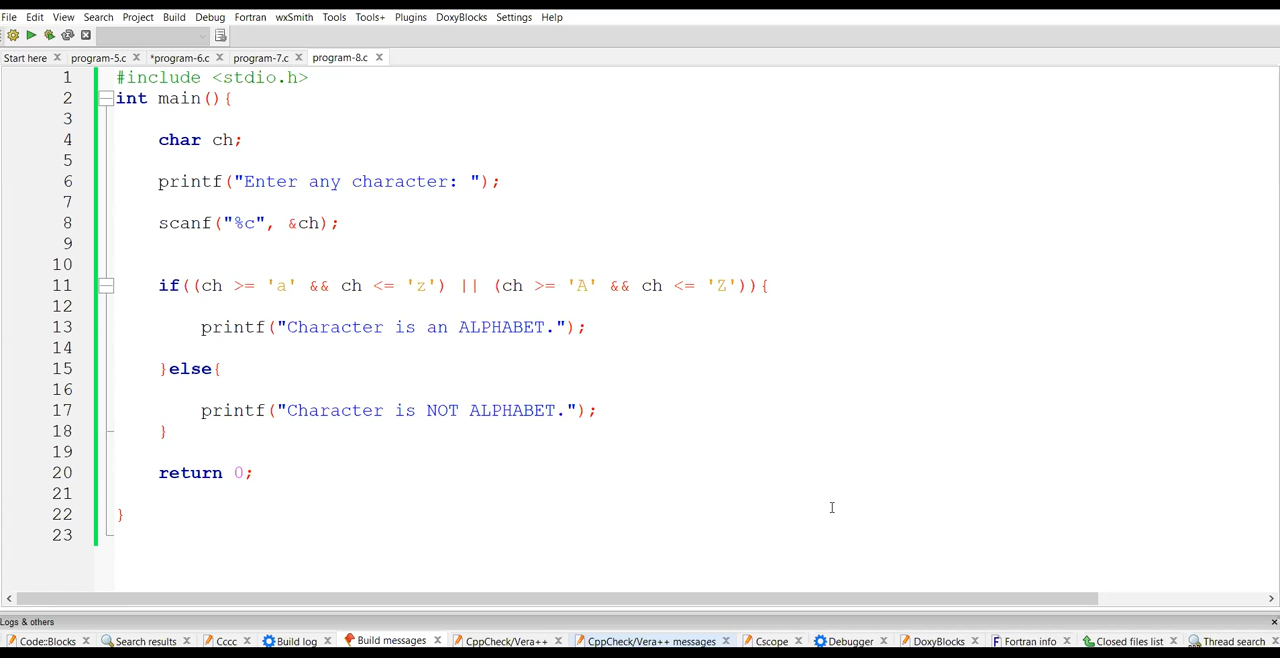 File Edit View Search Project Build Debug Fortran wxSmith Tools Tools+ Plugins DoxyBlocks Settings Help
Start here program-5.c *program-6.c program-7.c program-8.c
1 #include <stdio.h>
2 int main(){
3
4 char ch;
5
6 printf("Enter any character: ");
7
8 scanf("%c", &ch);
9
10
11 if((ch >= 'a' && ch <= 'z') || (ch >= 'A' && ch <= 'Z')){
12
13 printf("Character is an ALPHABET.");
14
15 }else{
16
17 printf("Character is NOT ALPHABET.");
18 }
19
20 return 0;
21
22 }
23
Logs & others
Code::Blocks Search results Cccc Build log Build messages CppCheck/Vera++ CppCheck/Vera++ messages Cscope Debugger DoxyBlocks Fortran info Closed files list Thread search